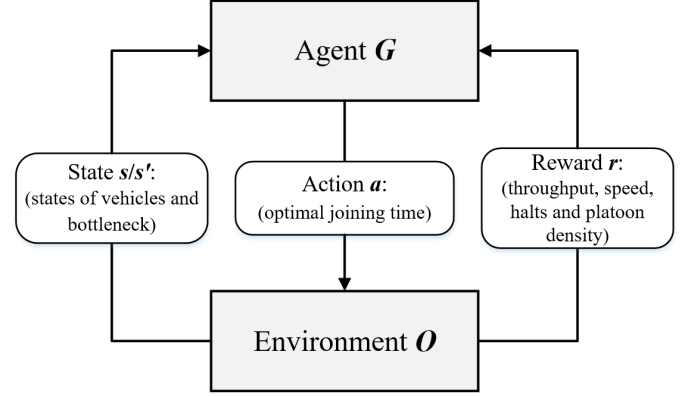 Agent G
State s/s′:
(states of vehicles and
bottleneck)
Action a:
(optimal joining time)
Reward r:
(throughput, speed,
halts and platoon
density)
Environment O